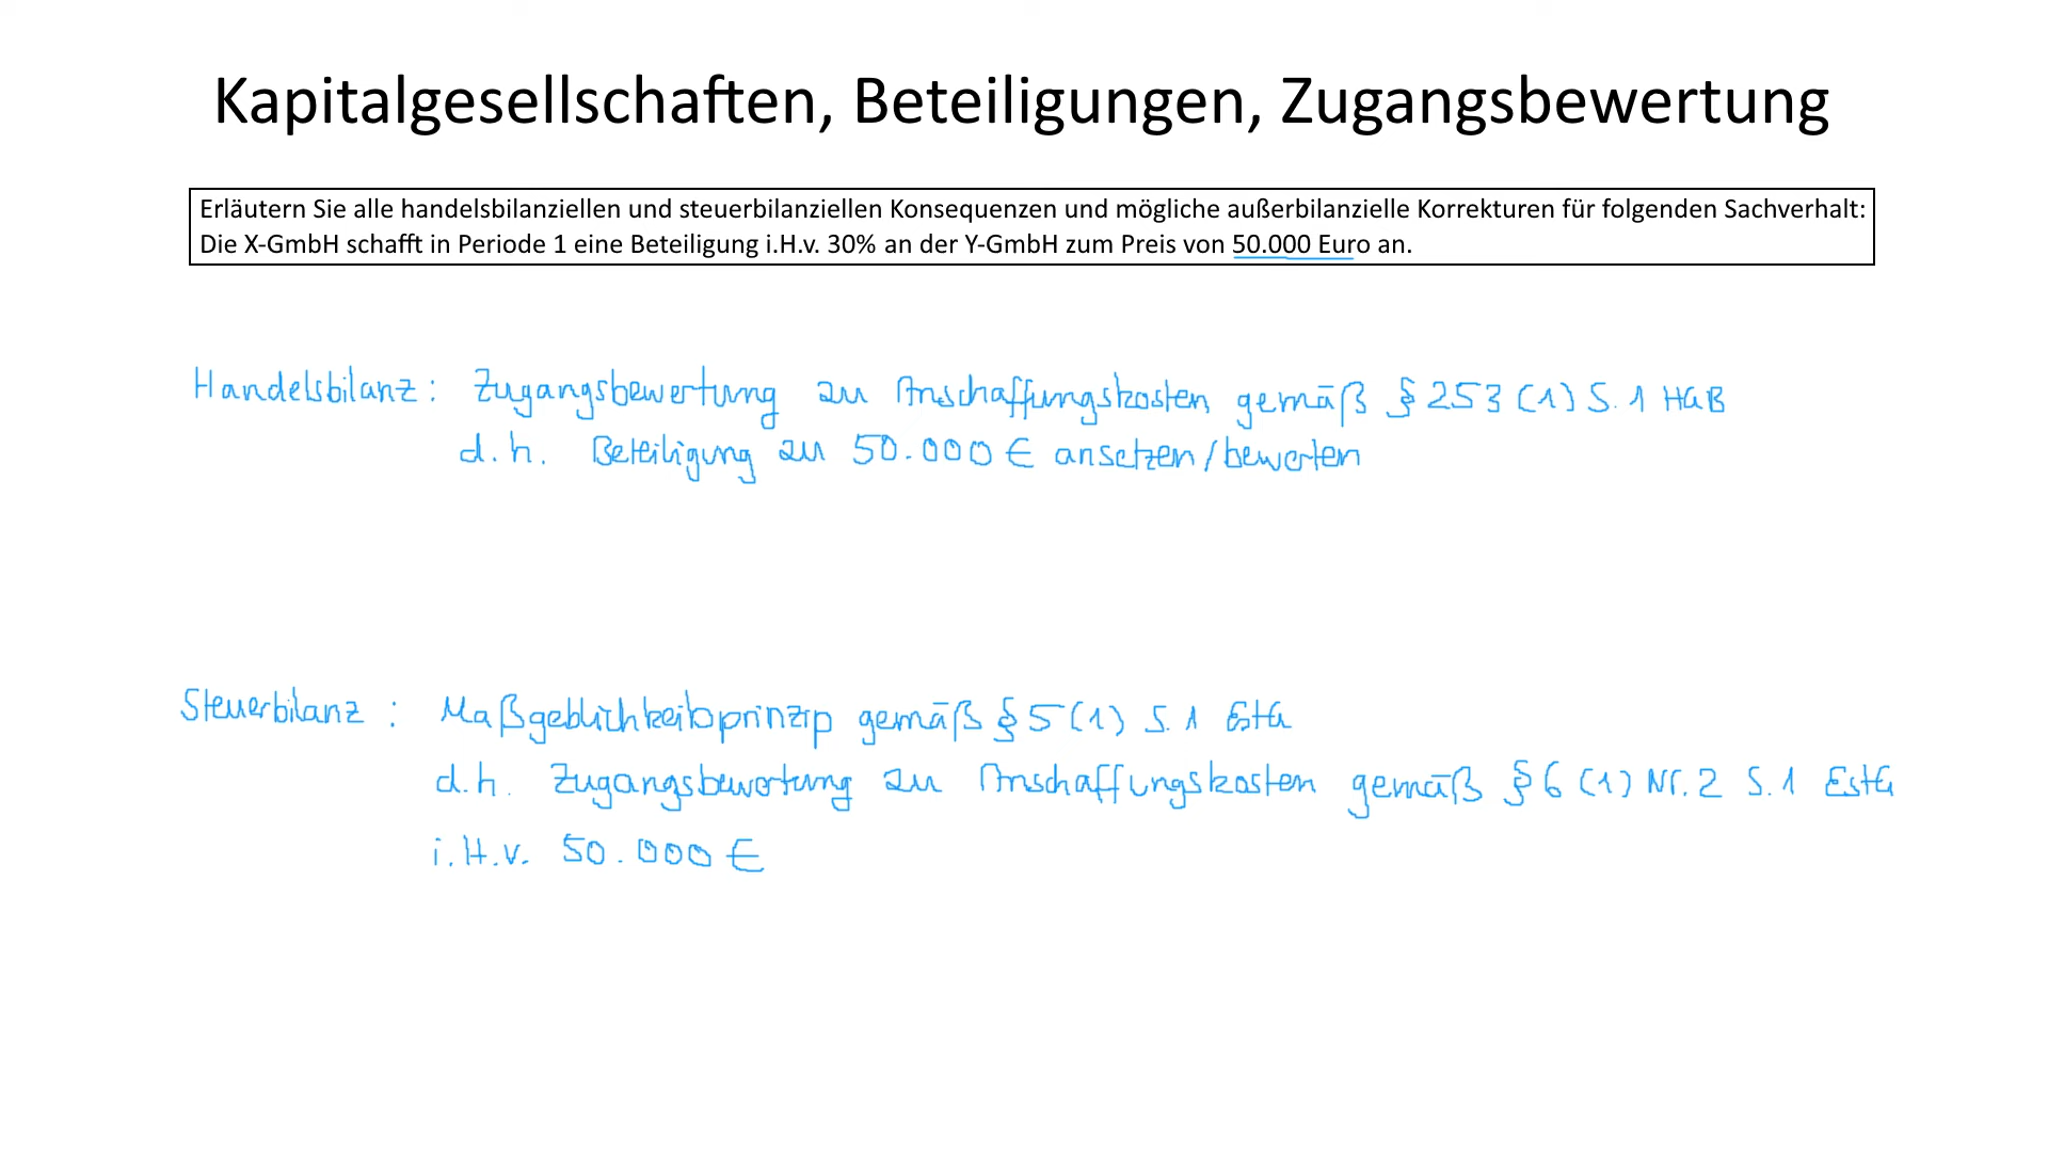 Kapitalgesellschaften, Beteiligungen, Zugangsbewertung
Erläutern Sie alle handelsbilanziellen und steuerbilanziellen Konsequenzen und mögliche außerbilanzielle Korrekturen für folgenden Sachverhalt:
Die X-GmbH schafft in Periode 1 eine Beteiligung i.H.v. 30% an der Y-GmbH zum Preis von 50.000 Euro an.
Handelsbilanz: Zugangsbewertung zu Anschaffungskosten gemäß § 253 (1) S. 1 HGB
d.h. Beteiligung zu 50.000 € ansetzen/bewerten
Steuerbilanz: Maßgeblichkeitsprinzip gemäß § 5 (1) S. 1 EStG
d.h. Zugangsbewertung zu Anschaffungskosten gemäß § 6 (1) Nr. 2 S. 1 EStG
i.H.v. 50.000 €